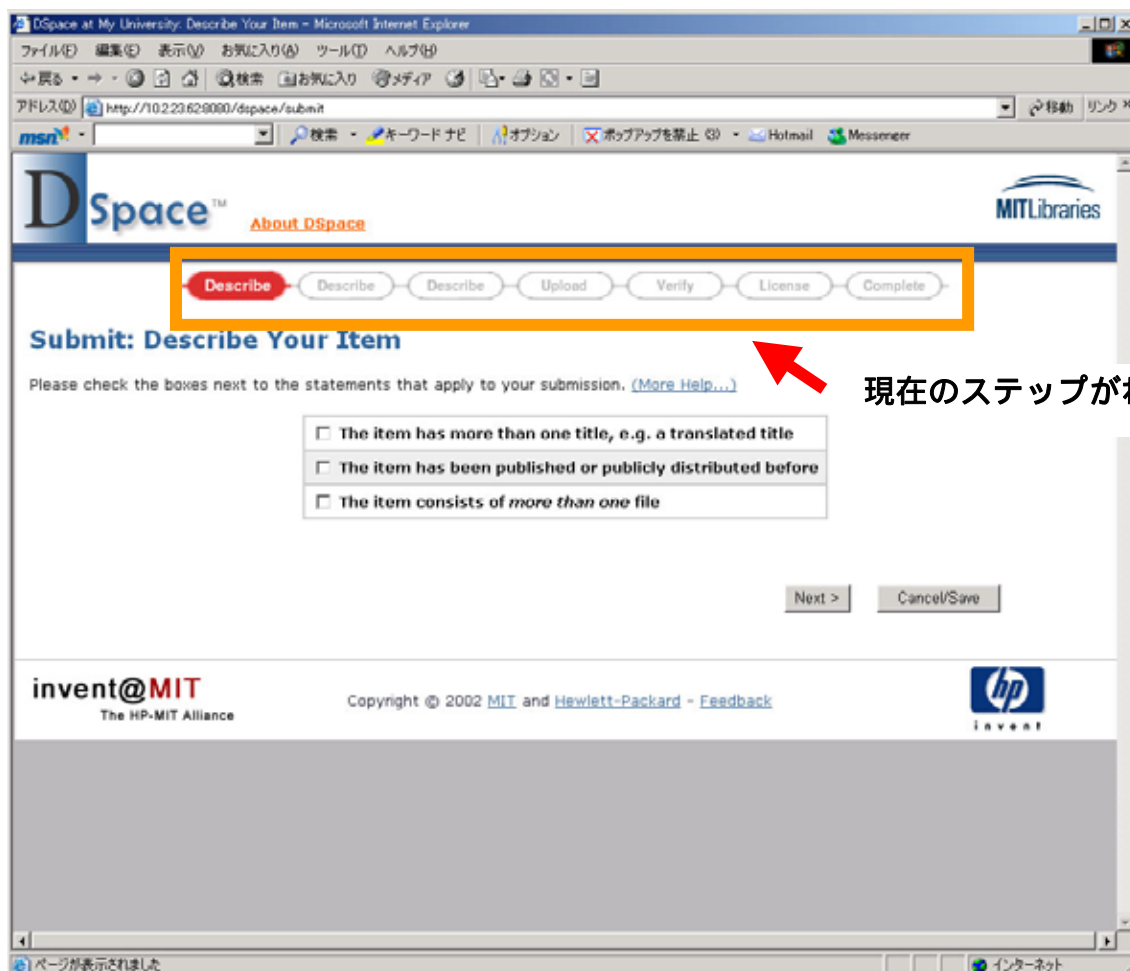 DSpace at My University: Describe Your Item - Microsoft Internet Explorer
ファイル(F) 編集(E) 表示(V) お気に入り(A) ツール(T) ヘルプ(H)
戻る 検索 お気に入り メディア
アドレス(D) http://10.2.23.62:8080/dspace/submit 移動 リンク »
msn 検索 キーワード ナビ オプション ポップアップを禁止 (3) Hotmail Messenger
DSpace™ About DSpace MITLibraries
Describe Describe Describe Upload Verify License Complete
Submit: Describe Your Item
Please check the boxes next to the statements that apply to your submission. (More Help...)
現在のステップが
The item has more than one title, e.g. a translated title
The item has been published or publicly distributed before
The item consists of more than one file
Next > Cancel/Save
invent@MIT
The HP-MIT Alliance
Copyright © 2002 MIT and Hewlett-Packard - Feedback
hp
invent
ページが表示されました インターネット